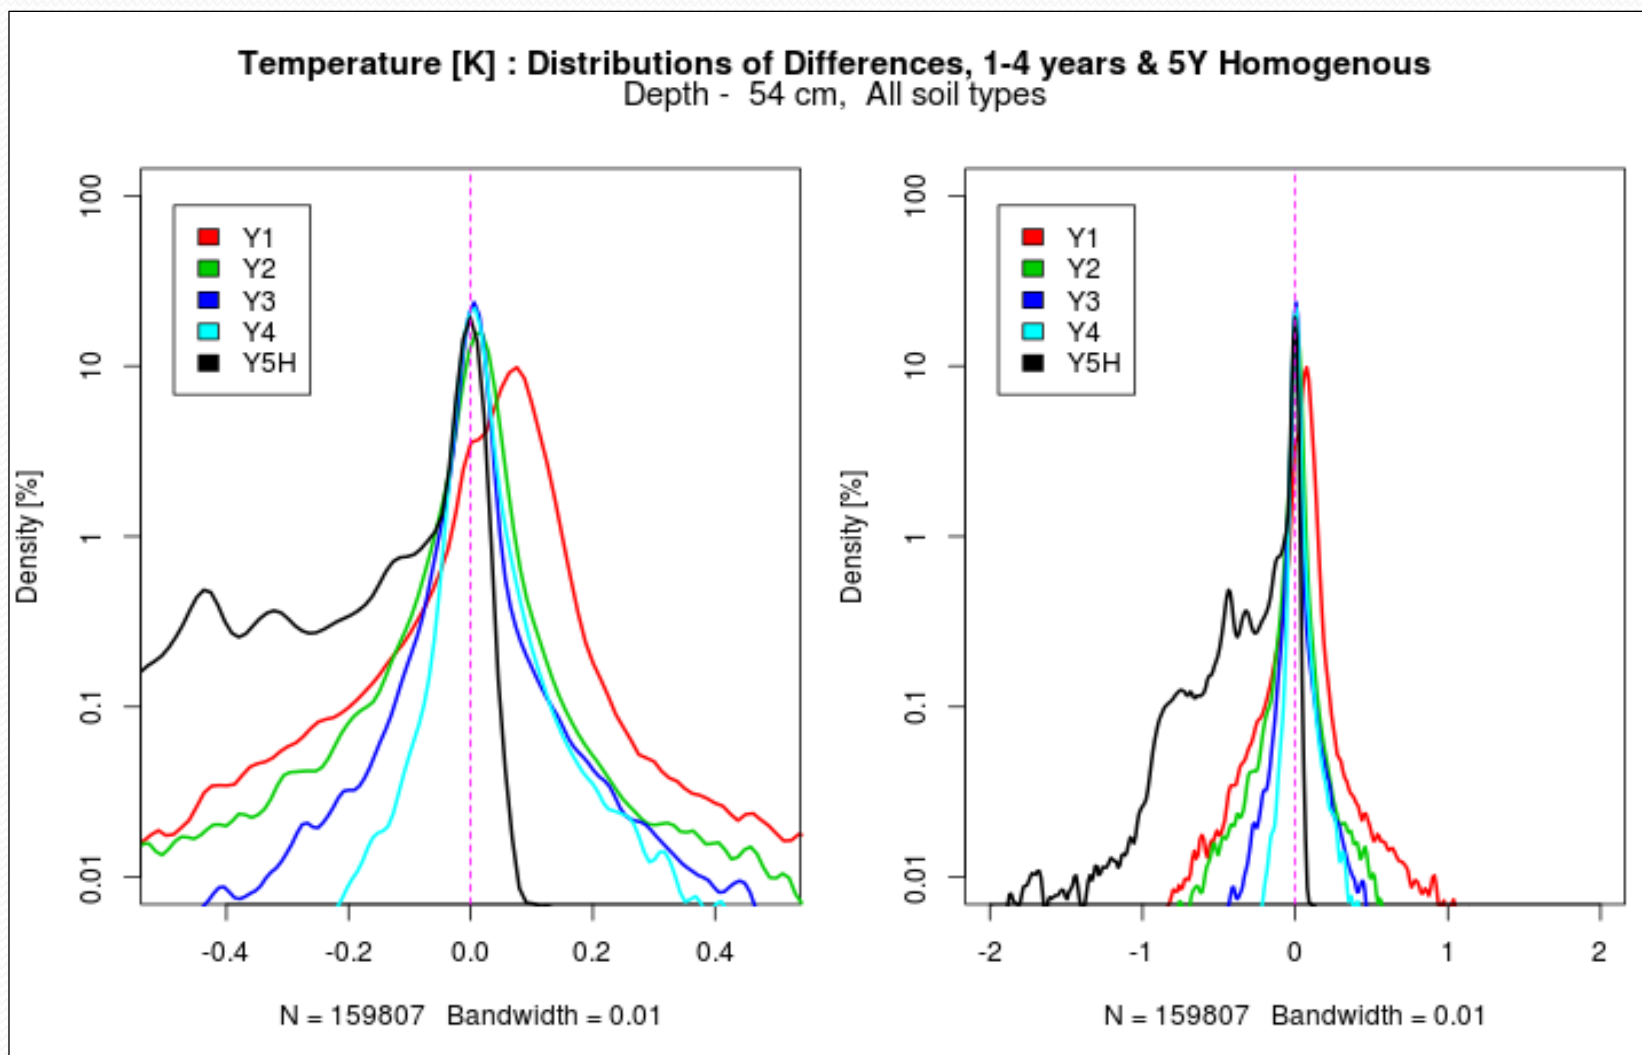 Temperature [K] : Distributions of Differences, 1-4 years & 5Y Homogenous
Depth -  54 cm,  All soil types
Density [%]
100
10
1
0.1
0.01
Y1
Y2
Y3
Y4
Y5H
-0.4
-0.2
0.0
0.2
0.4
N = 159807   Bandwidth = 0.01
Density [%]
100
10
1
0.1
0.01
Y1
Y2
Y3
Y4
Y5H
-2
-1
0
1
2
N = 159807   Bandwidth = 0.01